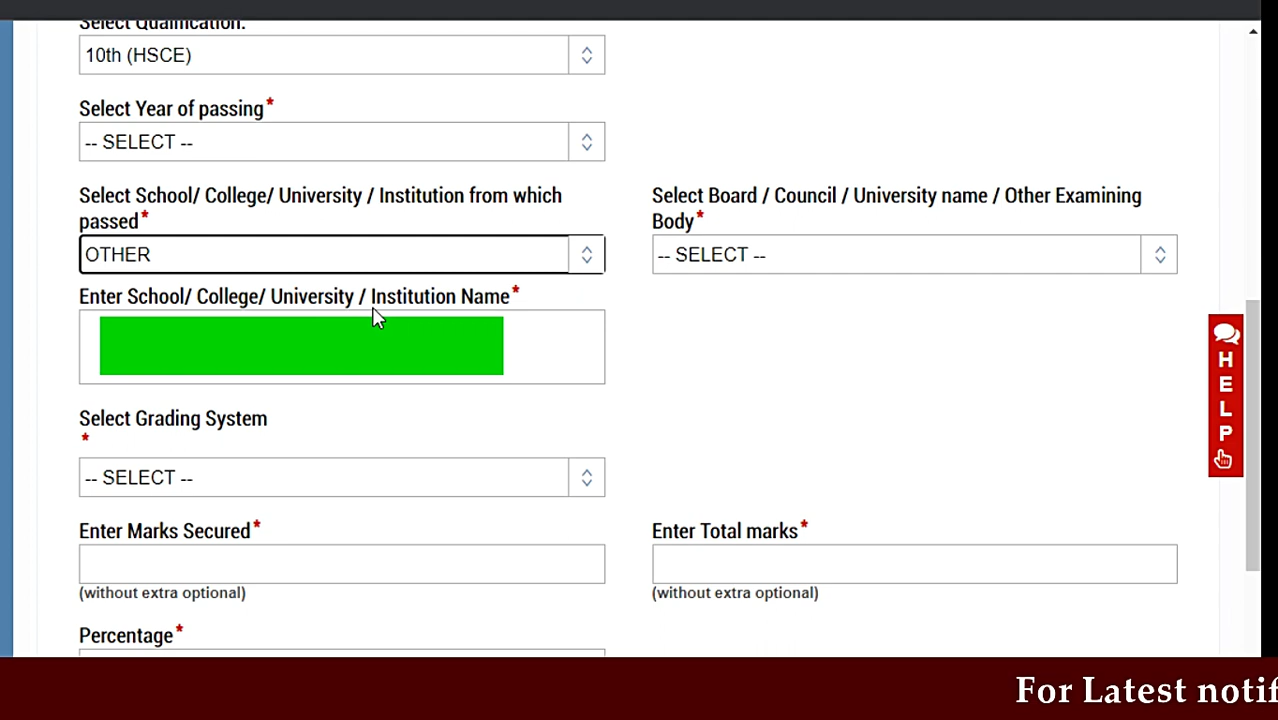 Select Qualification:
10th (HSCE)
Select Year of passing*
-- SELECT --
Select School/ College/ University / Institution from which
passed*
OTHER
Select Board / Council / University name / Other Examining
Body*
-- SELECT --
Enter School/ College/ University / Institution Name*
Select Grading System
*
-- SELECT --
Enter Marks Secured*
(without extra optional)
Enter Total marks*
(without extra optional)
Percentage*
HELP
For Latest notif